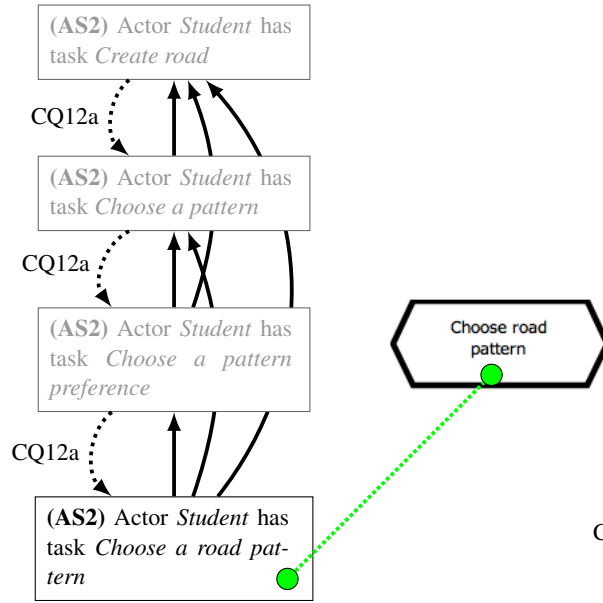 (AS2) Actor Student has
task Create road
CQ12a
(AS2) Actor Student has
task Choose a pattern
CQ12a
(AS2) Actor Student has
task Choose a pattern
preference
CQ12a
(AS2) Actor Student has
task Choose a road pat-
tern
Choose road
pattern
C